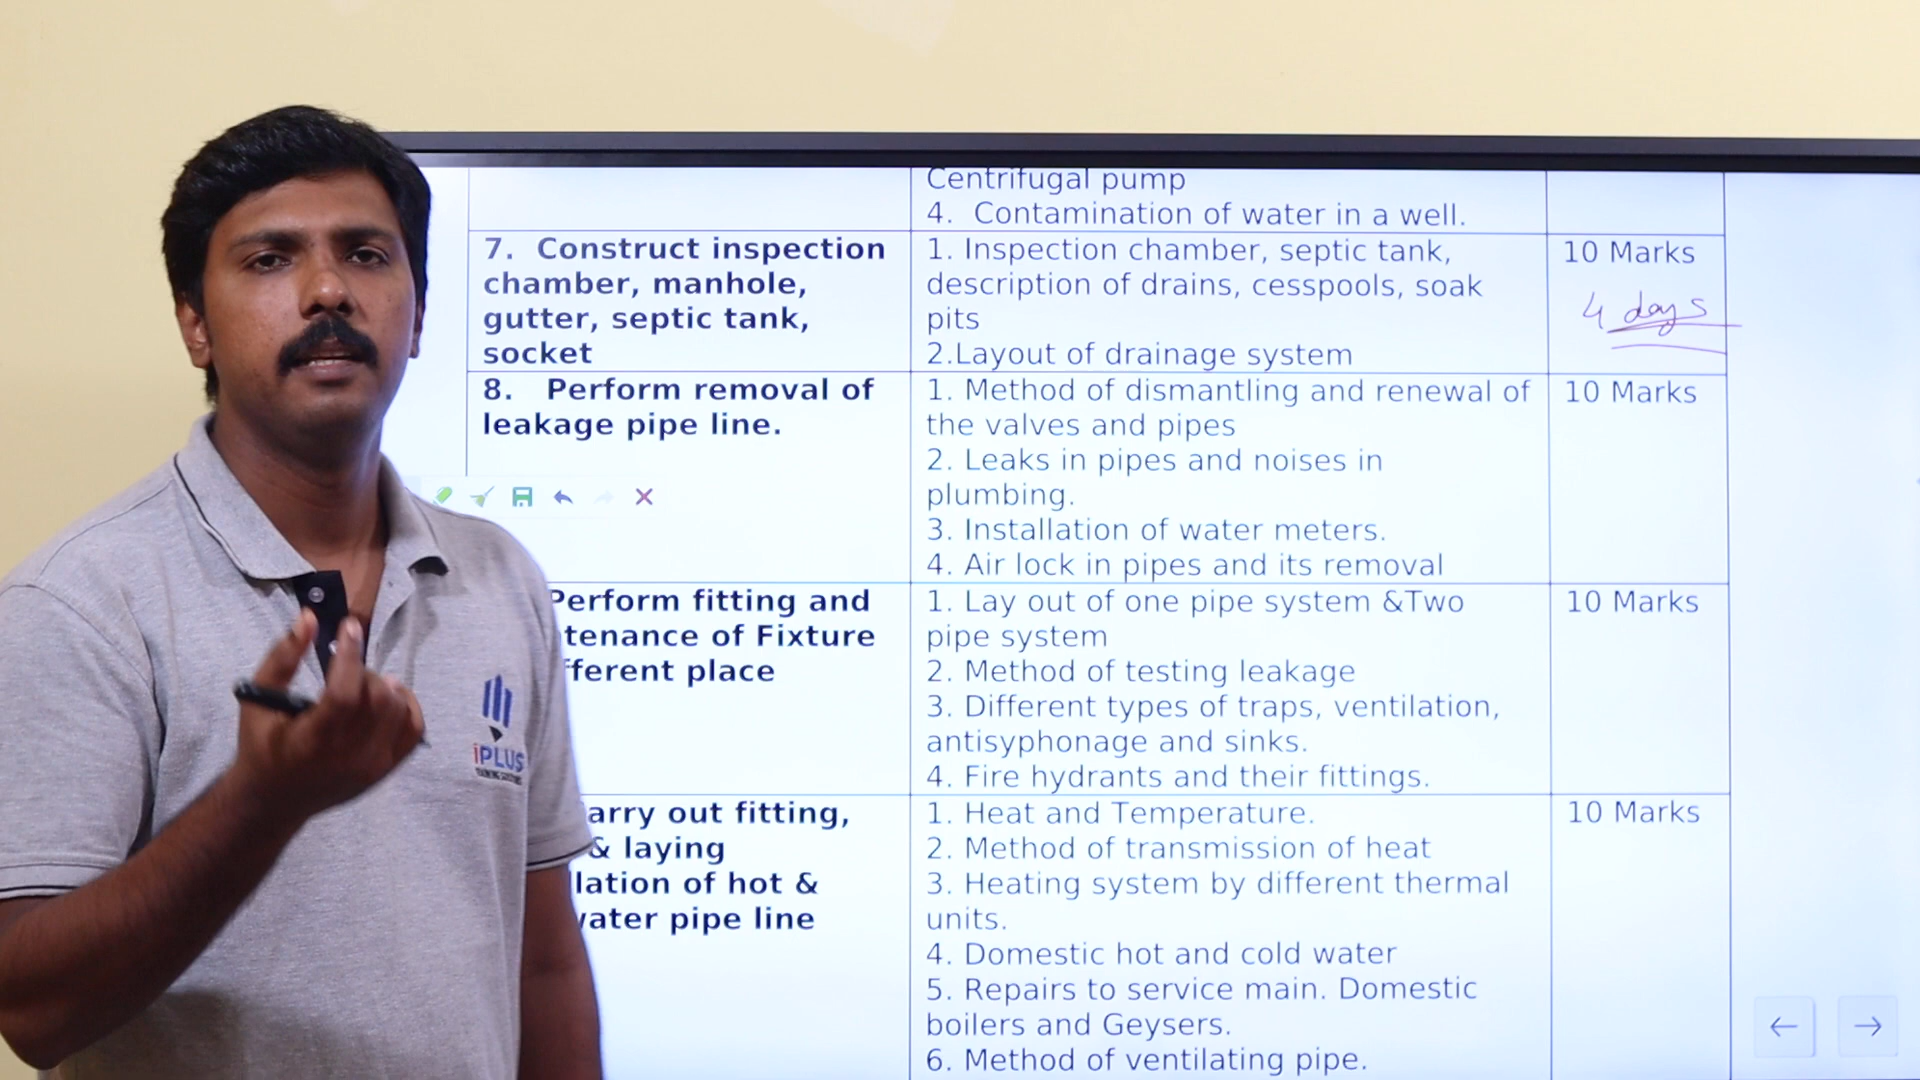 Centrifugal pump
4. Contamination of water in a well.
7. Construct inspection
chamber, manhole,
gutter, septic tank,
socket
1. Inspection chamber, septic tank,
description of drains, cesspools, soak
pits
2.Layout of drainage system
10 Marks
4 days
8. Perform removal of
leakage pipe line.
1. Method of dismantling and renewal of
the valves and pipes
2. Leaks in pipes and noises in
plumbing.
3. Installation of water meters.
4. Air lock in pipes and its removal
10 Marks
Perform fitting and
tenance of Fixture
fferent place
1. Lay out of one pipe system &Two
pipe system
2. Method of testing leakage
3. Different types of traps, ventilation,
antisyphonage and sinks.
4. Fire hydrants and their fittings.
10 Marks
arry out fitting,
& laying
lation of hot &
water pipe line
1. Heat and Temperature.
2. Method of transmission of heat
3. Heating system by different thermal
units.
4. Domestic hot and cold water
5. Repairs to service main. Domestic
boilers and Geysers.
6. Method of ventilating pipe.
10 Marks
iPLUS